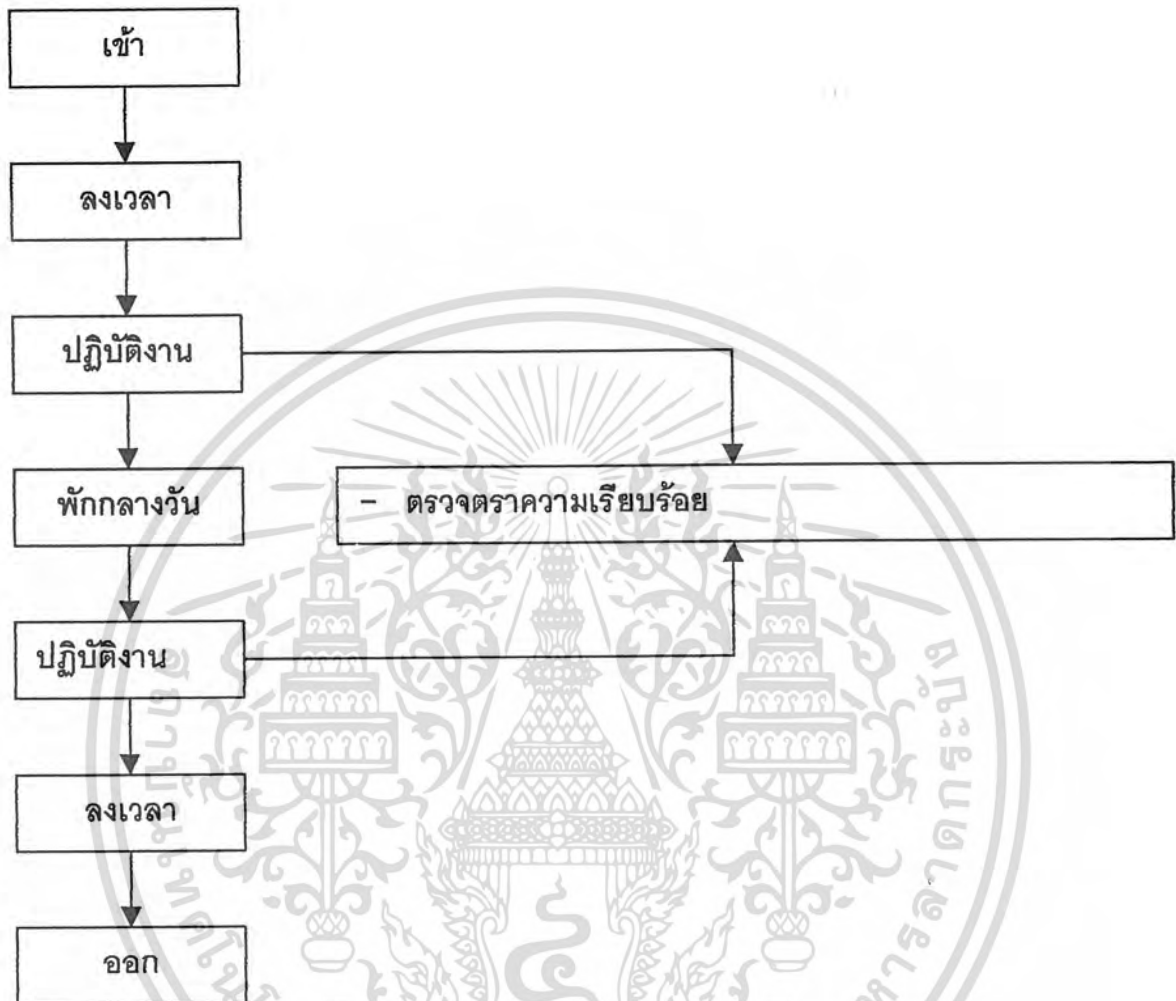 เข้า
ลงเวลา
ปฏิบัติงาน
พักกลางวัน
- ตรวจตราความเรียบร้อย
ปฏิบัติงาน
ลงเวลา
ออก